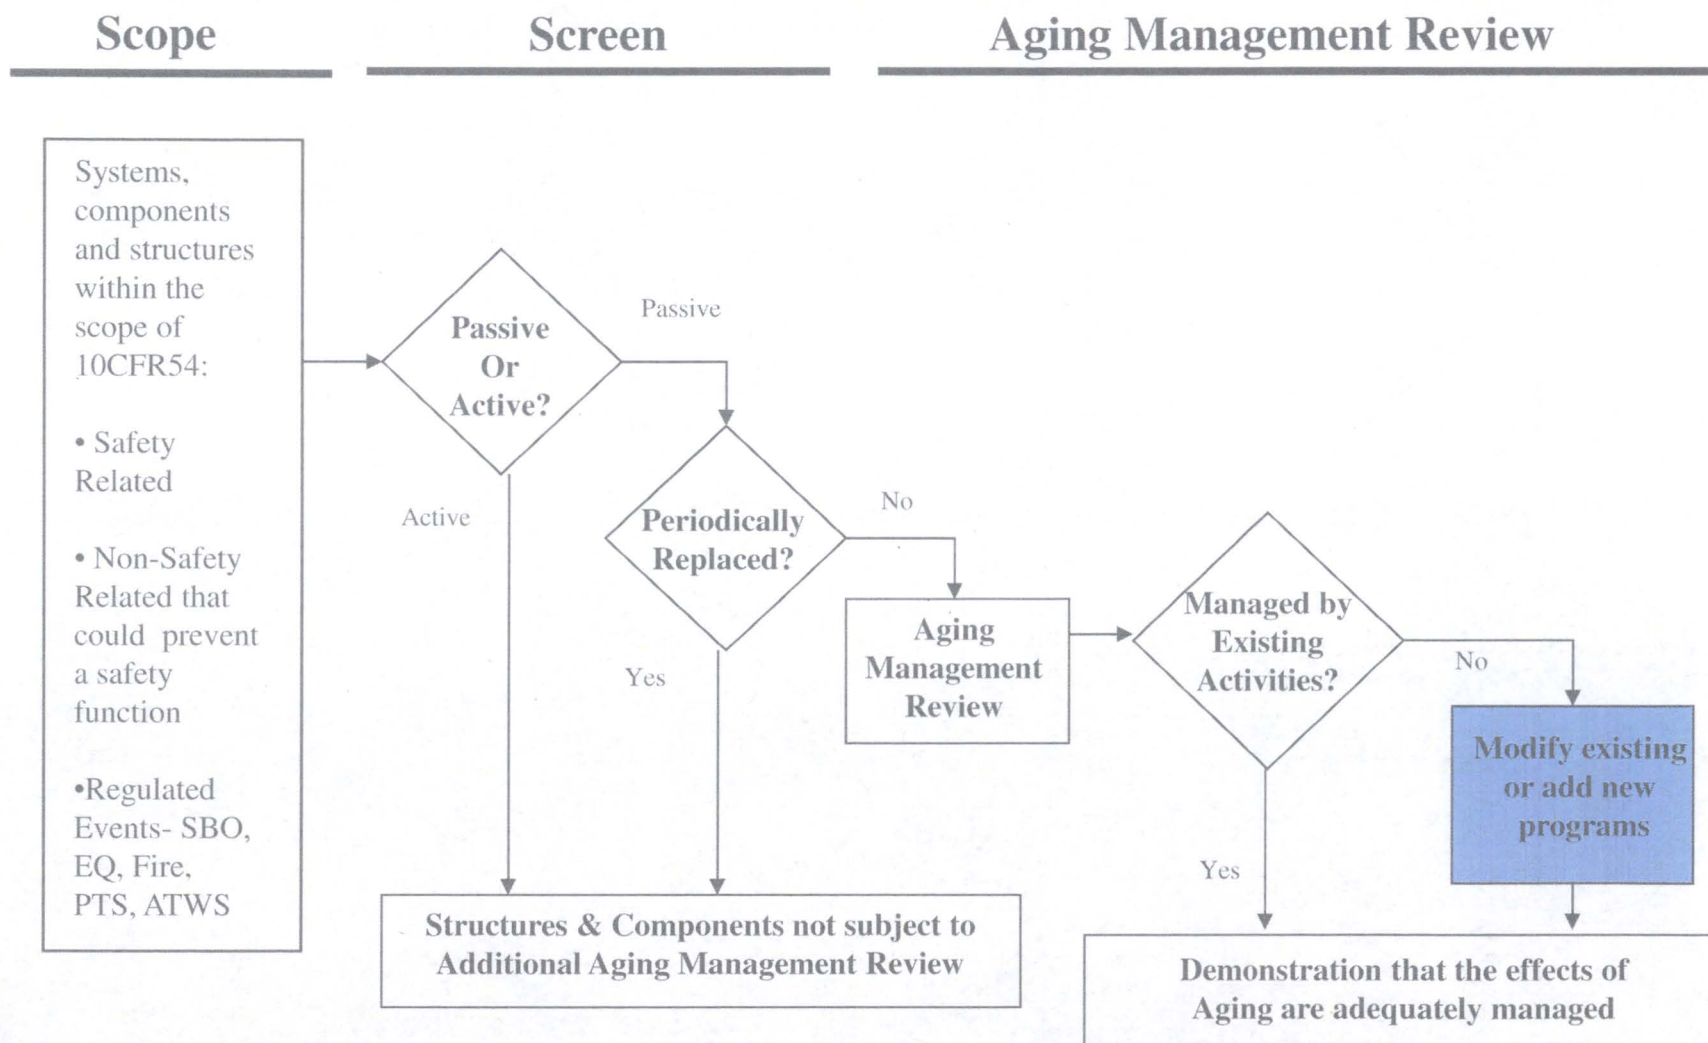 Scope
Screen
Aging Management Review
Systems,
components
and structures
within the
scope of
10CFR54:
• Safety
Related
• Non-Safety
Related that
could prevent
a safety
function
•Regulated
Events- SBO,
EQ, Fire,
PTS, ATWS
Passive
Or
Active?
Passive
Active
Periodically
Replaced?
No
Yes
Aging
Management
Review
Managed by
Existing
Activities?
No
Yes
Modify existing
or add new
programs
Structures & Components not subject to
Additional Aging Management Review
Demonstration that the effects of
Aging are adequately managed